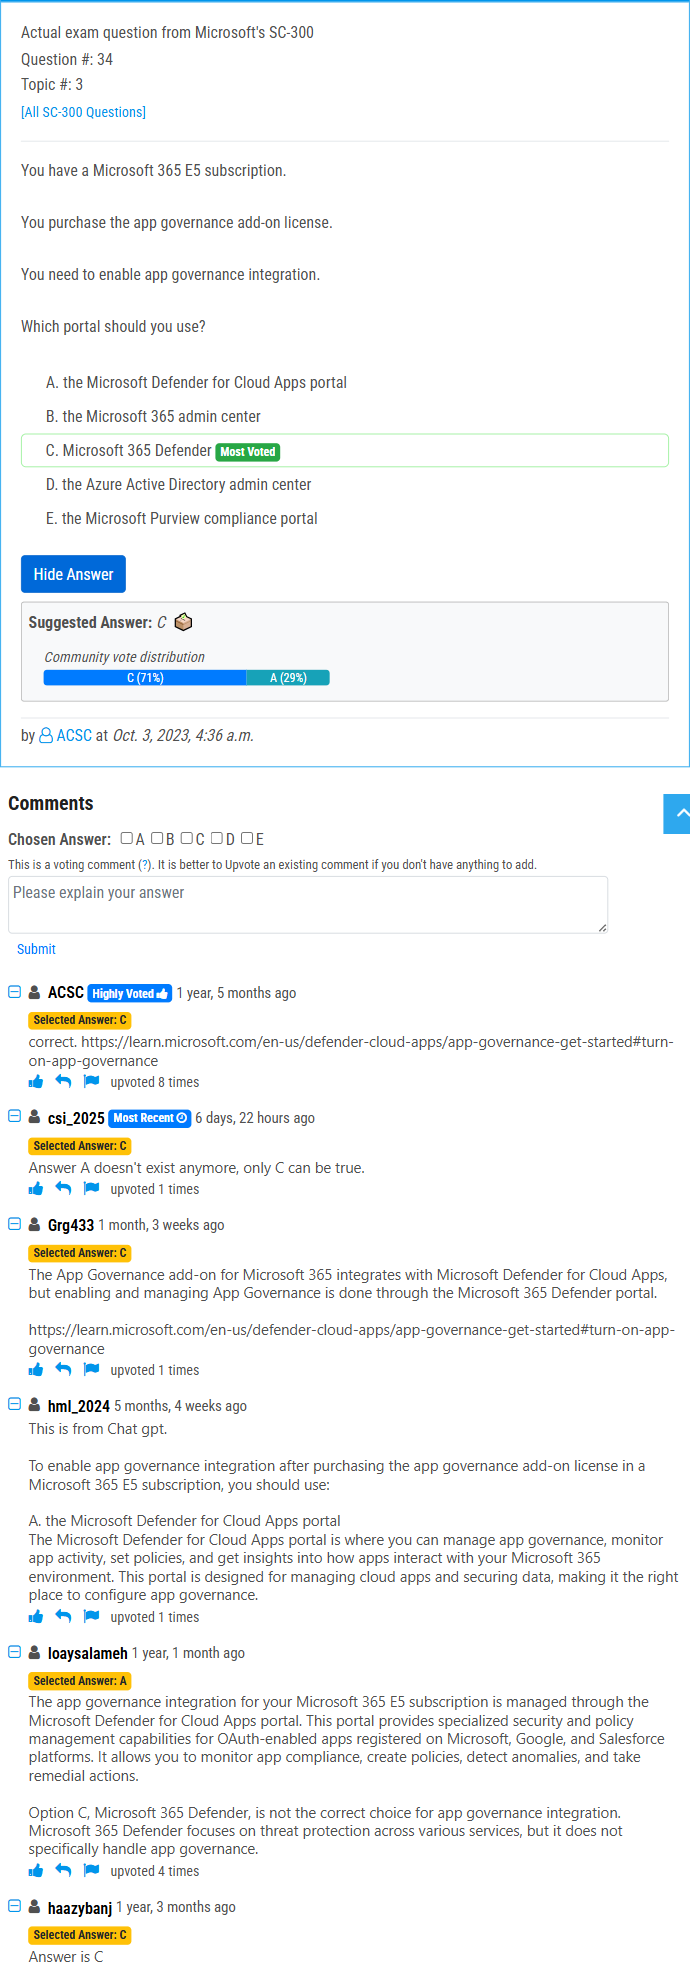 Actual exam question from Microsoft's SC-300
Question #: 34
Topic #: 3
[All SC-300 Questions]
You have a Microsoft 365 E5 subscription.
You purchase the app governance add-on license.
You need to enable app governance integration.
Which portal should you use?
A. the Microsoft Defender for Cloud Apps portal
B. the Microsoft 365 admin center
C. Microsoft 365 Defender Most Voted
D. the Azure Active Directory admin center
E. the Microsoft Purview compliance portal
Hide Answer
Suggested Answer: C
Community vote distribution
C (71%) A (29%)
by ACSC at Oct. 3, 2023, 4:36 a.m.
Comments
Chosen Answer: A B C D E
This is a voting comment (?). It is better to Upvote an existing comment if you don't have anything to add.
Please explain your answer
Submit
ACSC Highly Voted 1 year, 5 months ago
Selected Answer: C
correct. https://learn.microsoft.com/en-us/defender-cloud-apps/app-governance-get-started#turn-
on-app-governance
upvoted 8 times
csi_2025 Most Recent 6 days, 22 hours ago
Selected Answer: C
Answer A doesn't exist anymore, only C can be true.
upvoted 1 times
Grg433 1 month, 3 weeks ago
Selected Answer: C
The App Governance add-on for Microsoft 365 integrates with Microsoft Defender for Cloud Apps,
but enabling and managing App Governance is done through the Microsoft 365 Defender portal.
https://learn.microsoft.com/en-us/defender-cloud-apps/app-governance-get-started#turn-on-app-
governance
upvoted 1 times
hml_2024 5 months, 4 weeks ago
This is from Chat gpt.
To enable app governance integration after purchasing the app governance add-on license in a
Microsoft 365 E5 subscription, you should use:
A. the Microsoft Defender for Cloud Apps portal
The Microsoft Defender for Cloud Apps portal is where you can manage app governance, monitor
app activity, set policies, and get insights into how apps interact with your Microsoft 365
environment. This portal is designed for managing cloud apps and securing data, making it the right
place to configure app governance.
upvoted 1 times
loaysalameh 1 year, 1 month ago
Selected Answer: A
The app governance integration for your Microsoft 365 E5 subscription is managed through the
Microsoft Defender for Cloud Apps portal. This portal provides specialized security and policy
management capabilities for OAuth-enabled apps registered on Microsoft, Google, and Salesforce
platforms. It allows you to monitor app compliance, create policies, detect anomalies, and take
remedial actions.
Option C, Microsoft 365 Defender, is not the correct choice for app governance integration.
Microsoft 365 Defender focuses on threat protection across various services, but it does not
specifically handle app governance.
upvoted 4 times
haazybanj 1 year, 3 months ago
Selected Answer: C
Answer is C